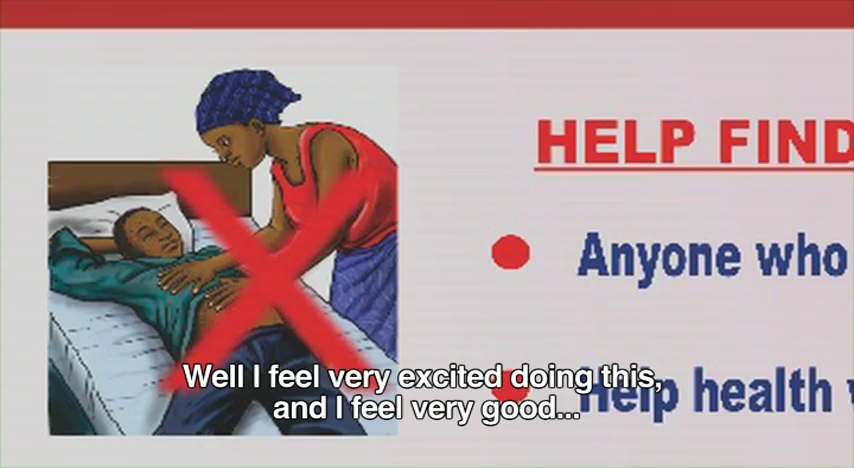 HELP FIND
Anyone who
Help health
Well I feel very excited doing this,
and I feel very good...